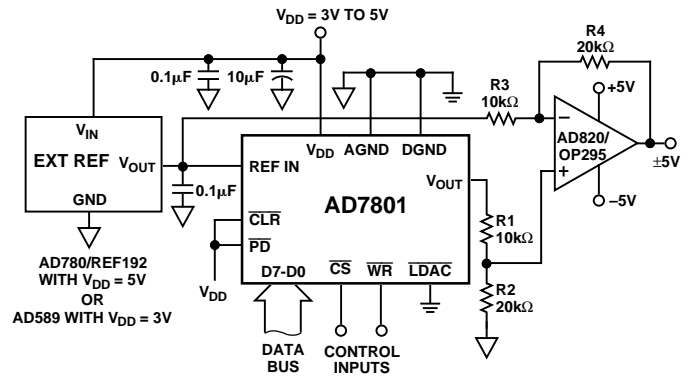 V_DD = 3V TO 5V
R4
20kΩ
0.1µF
10µF
R3
10kΩ
+5V
V_IN
EXT REF
V_OUT
GND
0.1µF
REF IN
V_DD
AGND
DGND
V_OUT
AD7801
CLR
PD
D7-D0
CS
WR
LDAC
−
+
AD820/
OP295
±5V
–5V
R1
10kΩ
R2
20kΩ
AD780/REF192
WITH V_DD = 5V
OR
AD589 WITH V_DD = 3V
V_DD
DATA
BUS
CONTROL
INPUTS